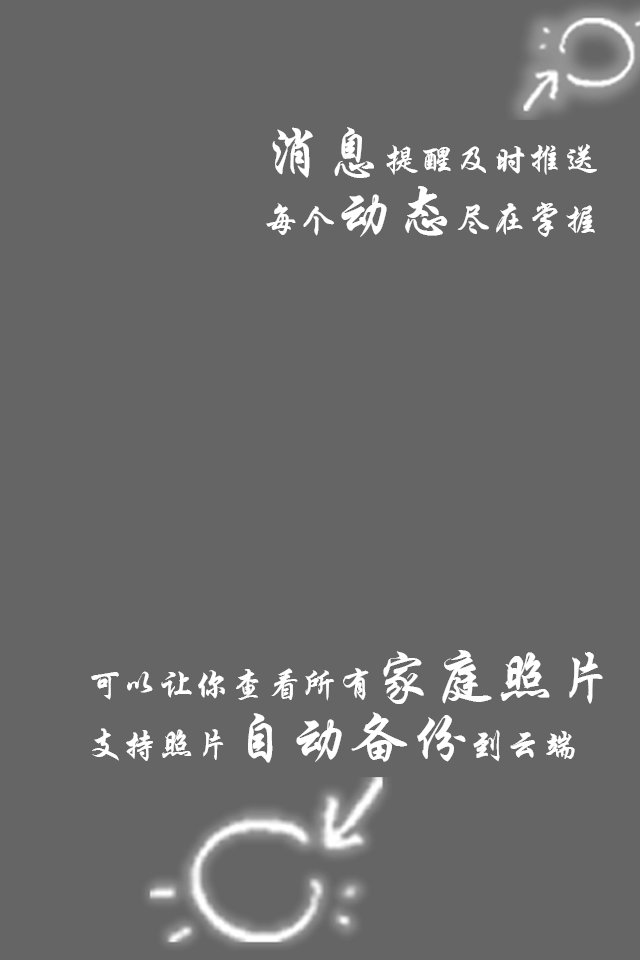 消息提醒及时推送
每个动态尽在掌握
可以让你查看所有家庭照片
支持照片自动备份到云端